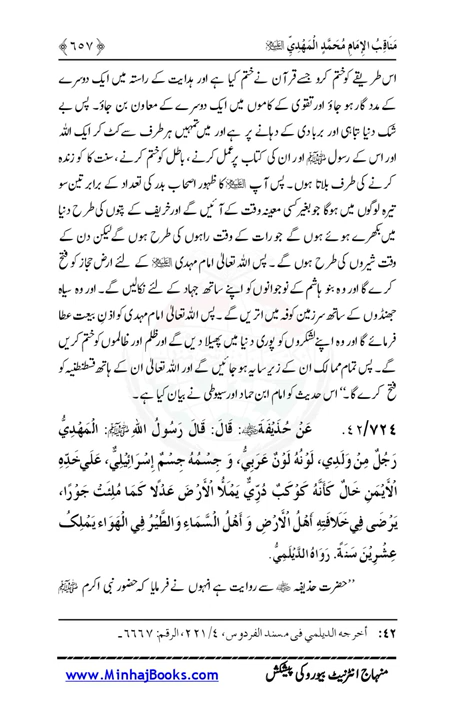 مَنَاقِبُ الإِمَامِ مُحَمَّدٍ الْمَهْدِيِّ ﷤
﴿ ٦٥٧ ﴾
اس طریقے کو ختم کرو جسے قرآن نے ختم کیا ہے اور ہدایت کے راستہ میں ایک دوسرے
کے مدد گار ہو جاؤ اور تقوی کے کاموں میں ایک دوسرے کے معاون بن جاؤ۔ پس بے
شک دنیا تباہی اور بربادی کے دہانے پر ہے اور میں تمہیں ہر طرف سے کٹ کر ایک اللہ
اور اس کے رسول ﷺ اور ان کی کتاب پر عمل کرنے، باطل کو ختم کرنے، سنت کا کو زندہ
کرنے کی طرف بلاتا ہوں۔ پس آپ ﷤ کا ظہور اصحاب بدر کی تعداد کے برابر تین سو
تیرہ لوگوں میں ہوگا جو بغیر کسی معینہ وقت کے آئیں گے اور خریف کے پتوں کی طرح دنیا
میں بکھرے ہوئے ہوں گے جو رات کے وقت راہبوں کی طرح ہوں گے لیکن دن کے
وقت شیروں کی طرح ہوں گے۔ پس اللہ تعالیٰ امام مہدی ﷤ کے لئے ارض حجاز کو فتح
کرے گا اور وہ بنو ہاشم کے نوجوانوں کو اپنے ساتھ جہاد کے لئے نکالیں گے۔ اور وہ سیاہ
جھنڈوں کے ساتھ سرزمین کوفہ میں اتریں گے۔ پس اللہ تعالی امام مہدی کو اذنِ بیعت عطا
فرمائے گا اور وہ اپنے لشکروں کو پوری دنیا میں پھیلا دیں گے اور ظلم اور ظالموں کو ختم کریں
گے۔ پس تمام ممالک ان کے زیر سایہ ہو جائیں گے اور اللہ تعالی ان کے ہاتھ قسطنطنیہ کو
فتح کرے گا۔‘‘ اس حدیث کو امام ابن حماد اور سیوطی نے بیان کیا ہے۔
٤٢/٧٢٤. عَنْ حُذَيْفَةَ ﷜: قَالَ: قَالَ رَسُولُ اللهِ ﷺ: الْمَهْدِيُّ
رَجُلٌ مِنْ وَلَدِي، لَوْنُهُ لَوْنٌ عَرَبِيٌّ، وَ جِسْمُهُ جِسْمٌ إِسْرَائِيلِيٌّ، عَلَى خَدِّهِ
الْأَيْمَنِ خَالٌ كَأَنَّهُ كَوْكَبٌ دُرِّيٌّ يَمْلَأُ الْأَرْضَ عَدْلًا كَمَا مُلِئَتْ جَوْرًا،
يَرْضَى فِي خَلَافَتِهِ أَهْلُ الْأَرْضِ وَ أَهْلُ السَّمَاءِ وَالطَّيْرُ فِي الْهَوَاء يَمْلِكُ
عِشْرِيْنَ سَنَةً. رَوَاهُ الدَّيْلَمِيُّ.
’’حضرت حذیفہ ﷜ سے روایت ہے انہوں نے فرمایا کہ حضور نبی اکرم ﷺ
٤٢: أخرجه الديلمي في مسند الفردوس، ٤/٢٢١، الرقم: ٦٦٦٧۔
منہاج انٹرنیٹ بیورو کی پیشکش
www.MinhajBooks.com